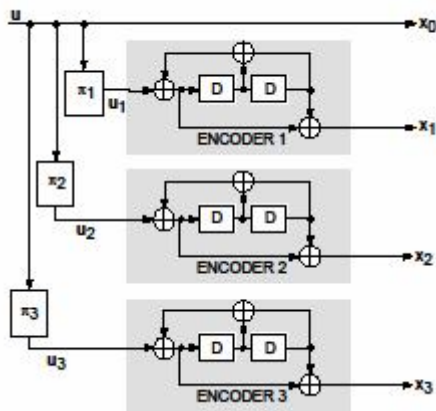 u
x0
π1
u1
D D
x1
ENCODER 1
π2
D D
u2
x2
ENCODER 2
π3
D D
u3
x3
ENCODER 3